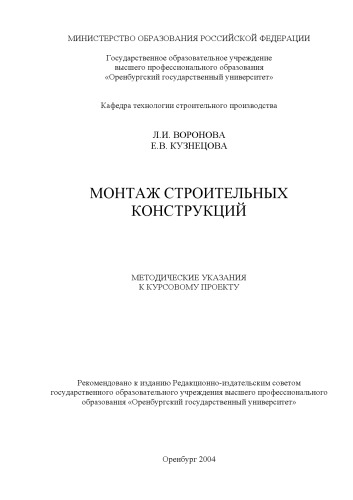 МИНИСТЕРСТВО ОБРАЗОВАНИЯ РОССИЙСКОЙ ФЕДЕРАЦИИ
Государственное образовательное учреждение
высшего профессионального образования
«Оренбургский государственный университет»
Кафедра технологии строительного производства
Л.И. ВОРОНОВА
Е.В. КУЗНЕЦОВА
МОНТАЖ СТРОИТЕЛЬНЫХ
КОНСТРУКЦИЙ
МЕТОДИЧЕСКИЕ УКАЗАНИЯ
К КУРСОВОМУ ПРОЕКТУ
Рекомендовано к изданию Редакционно-издательским советом
государственного образовательного учреждения высшего профессионального
образования «Оренбургский государственный университет»
Оренбург 2004